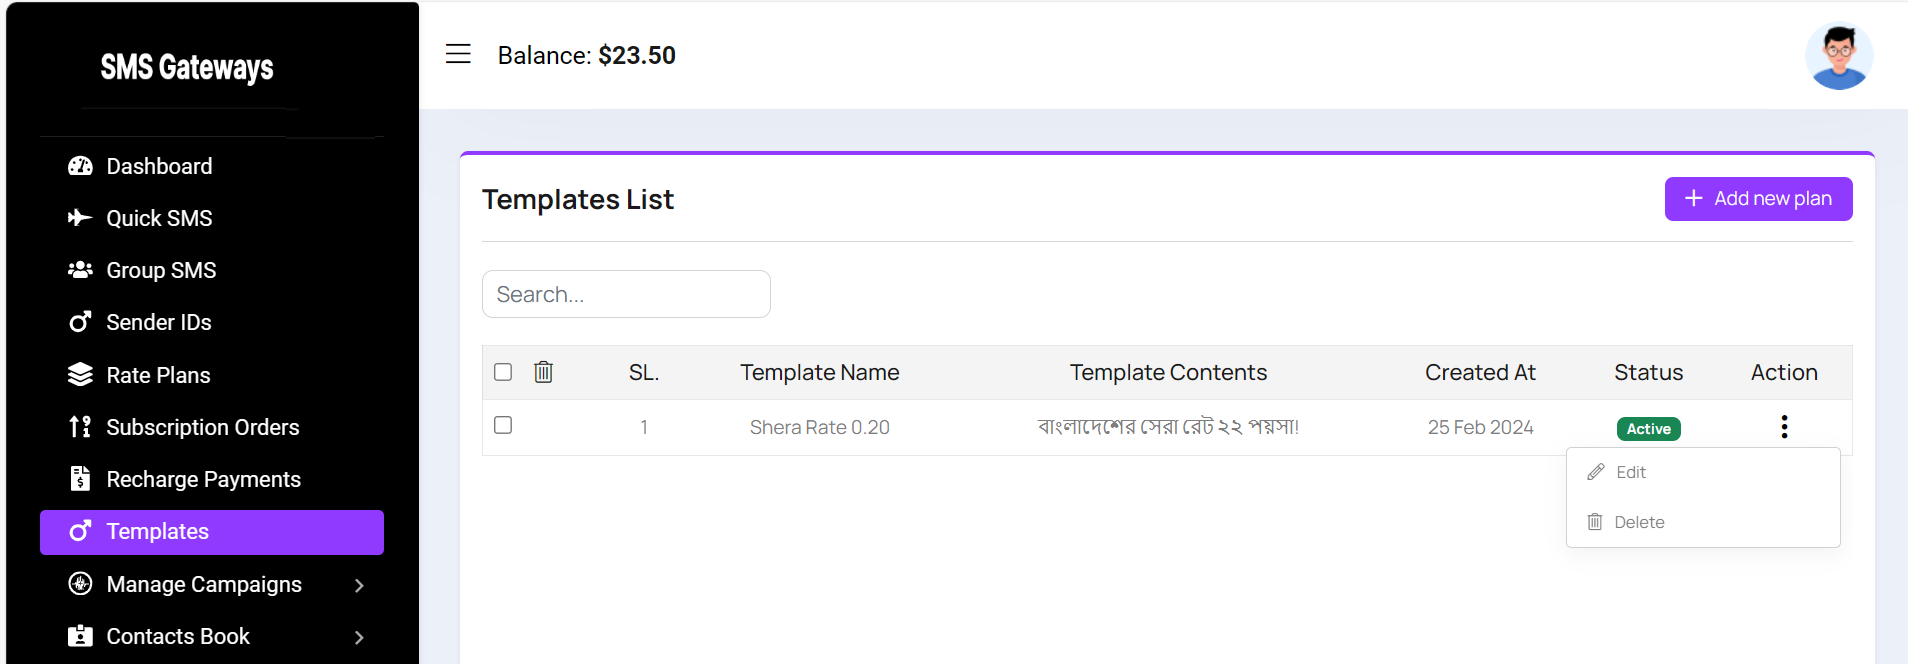 SMS Gateways
Balance: $23.50
Dashboard
Quick SMS
Group SMS
Sender IDs
Rate Plans
Subscription Orders
Recharge Payments
Templates
Manage Campaigns
Contacts Book
Templates List
Add new plan
Search...
SL. Template Name Template Contents Created At Status Action
1 Shera Rate 0.20 বাংলাদেশের সেরা রেট ২২ পয়সা! 25 Feb 2024 Active
Edit
Delete